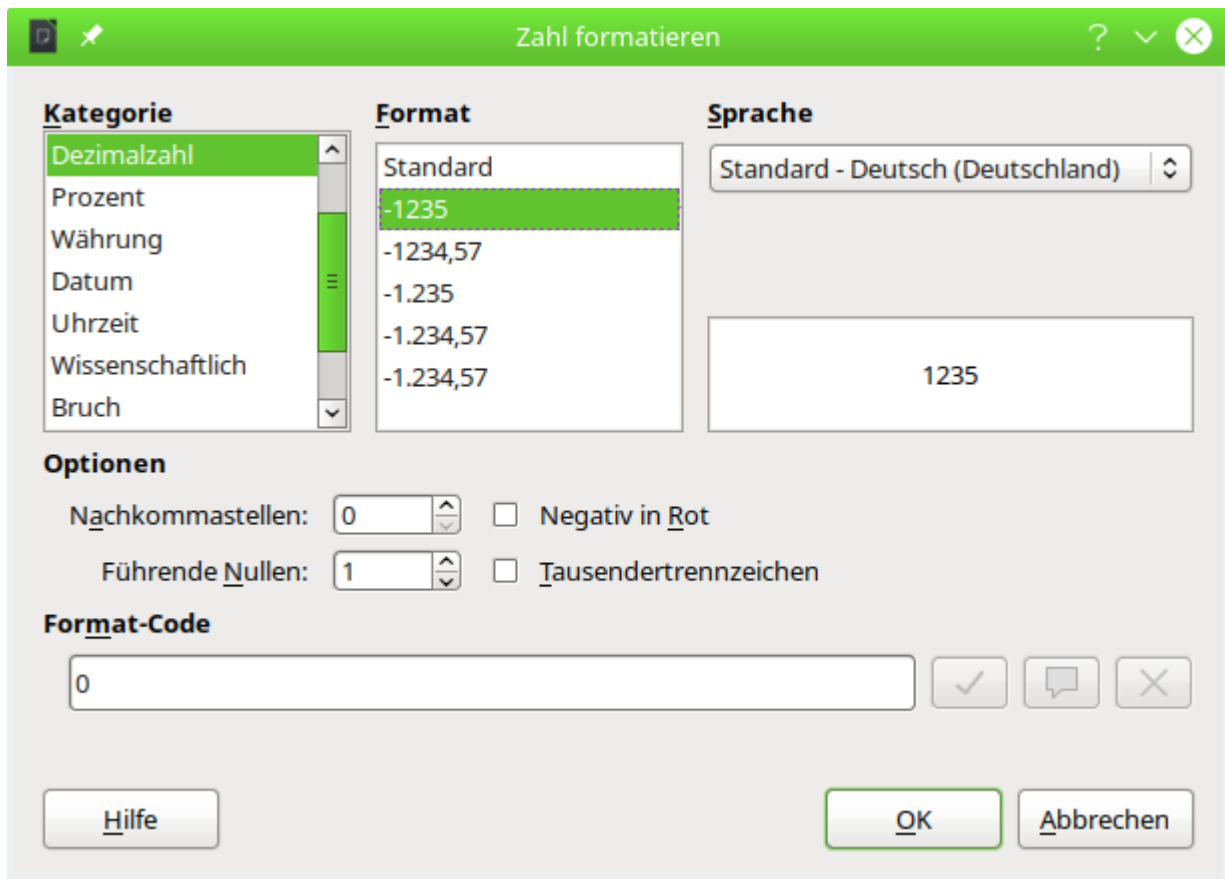 Zahl formatieren
Kategorie
Dezimalzahl
Prozent
Währung
Datum
Uhrzeit
Wissenschaftlich
Bruch
Format
Standard
-1235
-1234,57
-1.235
-1.234,57
-1.234,57
Sprache
Standard - Deutsch (Deutschland)
1235
Optionen
Nachkommastellen: 0
Negativ in Rot
Führende Nullen: 1
Tausendertrennzeichen
Format-Code
0
Hilfe
OK
Abbrechen